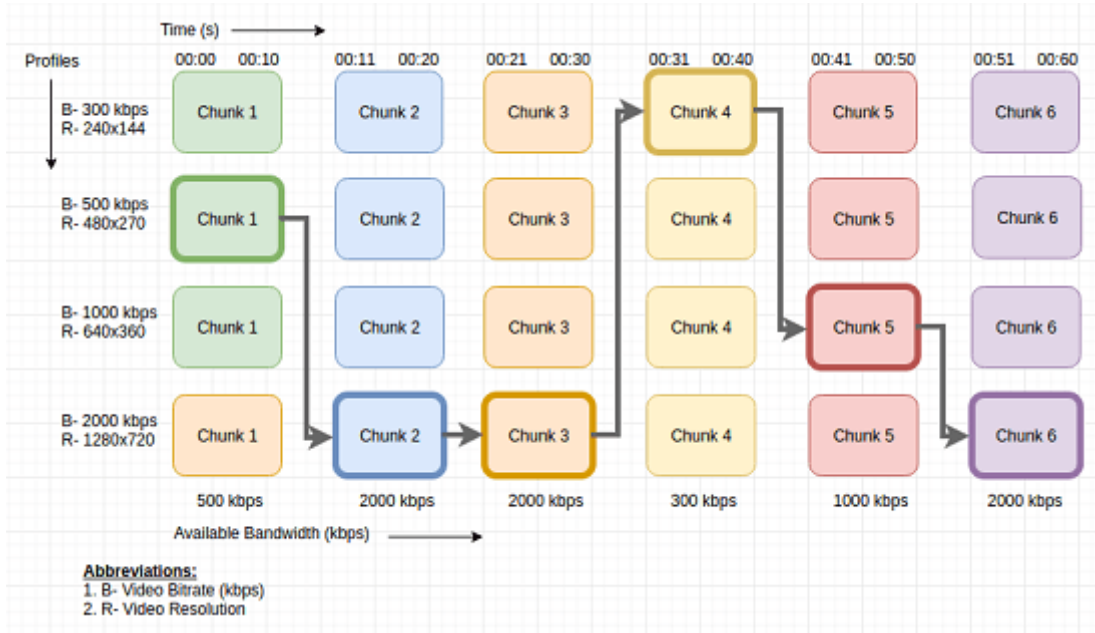 Time (s)
Profiles
00:00 00:10 00:11 00:20 00:21 00:30 00:31 00:40 00:41 00:50 00:51 00:60
B- 300 kbps
R- 240x144
Chunk 1 Chunk 2 Chunk 3 Chunk 4 Chunk 5 Chunk 6
B- 500 kbps
R- 480x270
Chunk 1 Chunk 2 Chunk 3 Chunk 4 Chunk 5 Chunk 6
B- 1000 kbps
R- 640x360
Chunk 1 Chunk 2 Chunk 3 Chunk 4 Chunk 5 Chunk 6
B- 2000 kbps
R- 1280x720
Chunk 1 Chunk 2 Chunk 3 Chunk 4 Chunk 5 Chunk 6
500 kbps 2000 kbps 2000 kbps 300 kbps 1000 kbps 2000 kbps
Available Bandwidth (kbps)
Abbreviations:
1. B- Video Bitrate (kbps)
2. R- Video Resolution